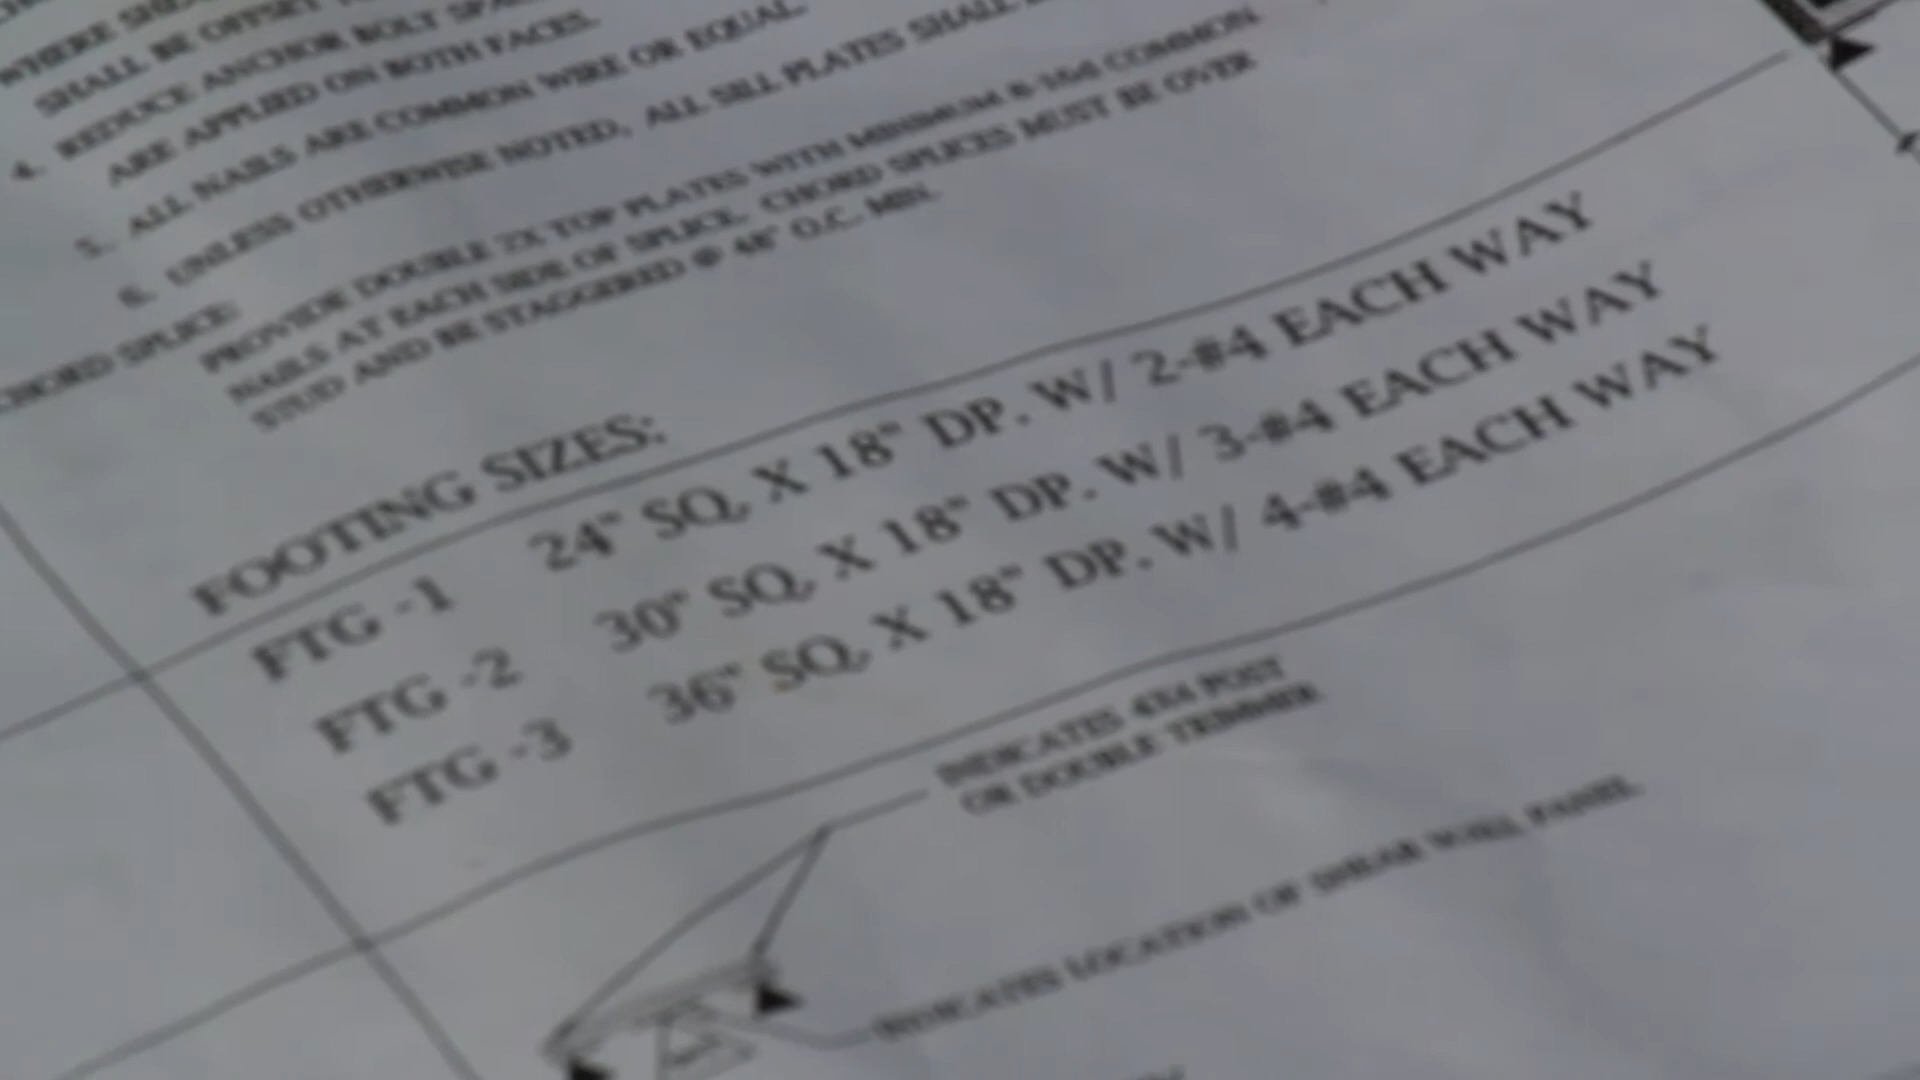 WHERE
SHALL BE OFFSET
4. REDUCE ANCHOR BOLT
ARE APPLIED ON BOTH FACES.
5. ALL NAILS ARE COMMON WIRE OR EQUAL.
6. UNLESS OTHERWISE NOTED, ALL SILL PLATES SHALL
CHORD SPLICE:
PROVIDE DOUBLE 2X TOP PLATES WITH MINIMUM 8-16d COMMON
NAILS AT EACH SIDE OF SPLICE. CHORD SPLICES MUST BE OVER
STUD AND BE STAGGERED @ 48" O.C. MIN.
FOOTING SIZES:
FTG -1 24" SQ. X 18" DP. W/ 2-#4 EACH WAY
FTG -2 30" SQ. X 18" DP. W/ 3-#4 EACH WAY
FTG -3 36" SQ. X 18" DP. W/ 4-#4 EACH WAY
INDICATES 4X4 POST
OR DOUBLE TRIMMER
INDICATES LOCATION OF SHEAR WALL PANEL